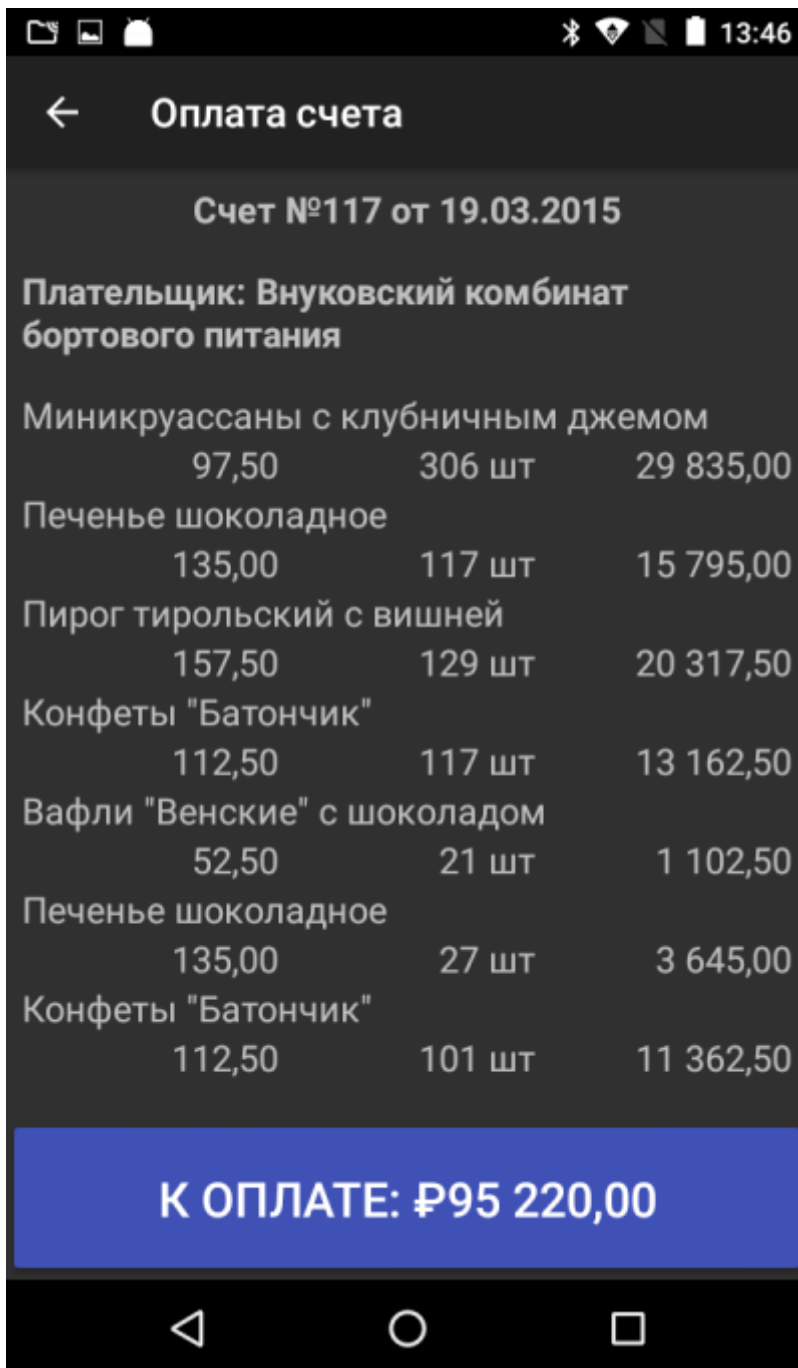 13:46
Оплата счета
Счет №117 от 19.03.2015
Плательщик: Внуковский комбинат
бортового питания
Миникруассаны с клубничным джемом
97,50 306 шт 29 835,00
Печенье шоколадное
135,00 117 шт 15 795,00
Пирог тирольский с вишней
157,50 129 шт 20 317,50
Конфеты "Батончик"
112,50 117 шт 13 162,50
Вафли "Венские" с шоколадом
52,50 21 шт 1 102,50
Печенье шоколадное
135,00 27 шт 3 645,00
Конфеты "Батончик"
112,50 101 шт 11 362,50
К ОПЛАТЕ: ₽95 220,00